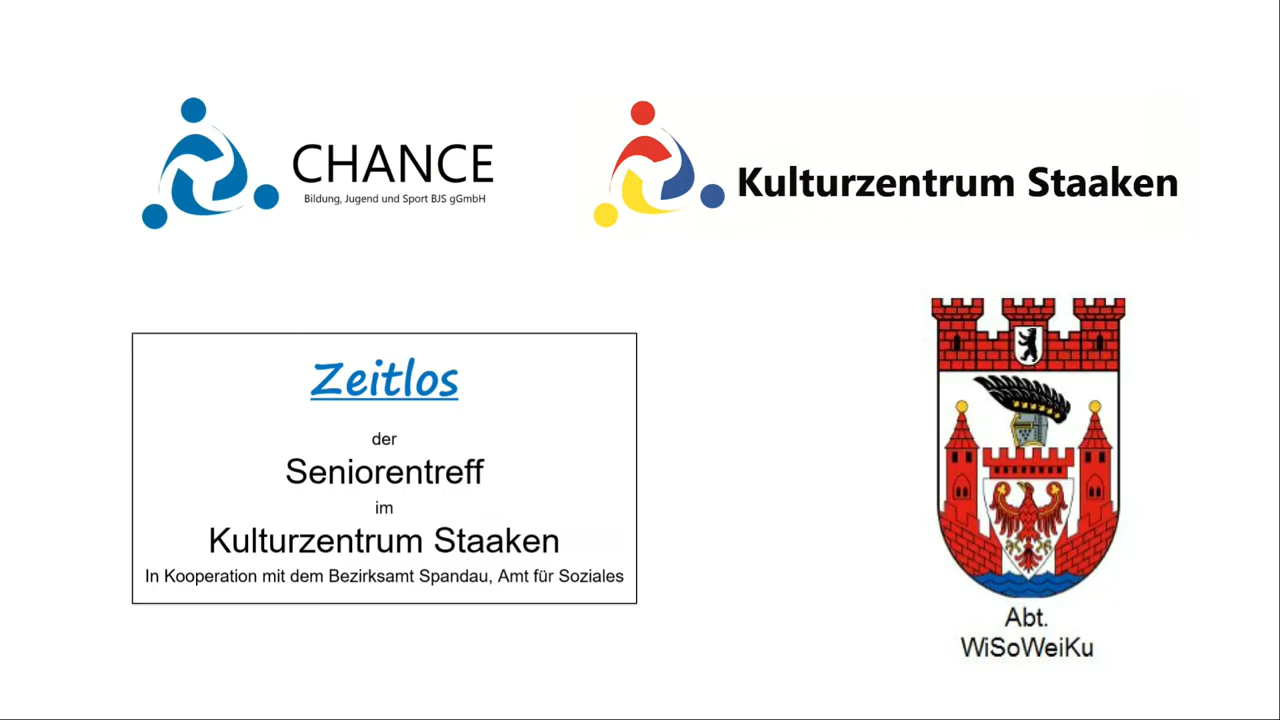 CHANCE
Bildung, Jugend und Sport BJS gGmbH
Kulturzentrum Staaken
Zeitlos
der
Seniorentreff
im
Kulturzentrum Staaken
In Kooperation mit dem Bezirksamt Spandau, Amt für Soziales
Abt.
WiSoWeiKu